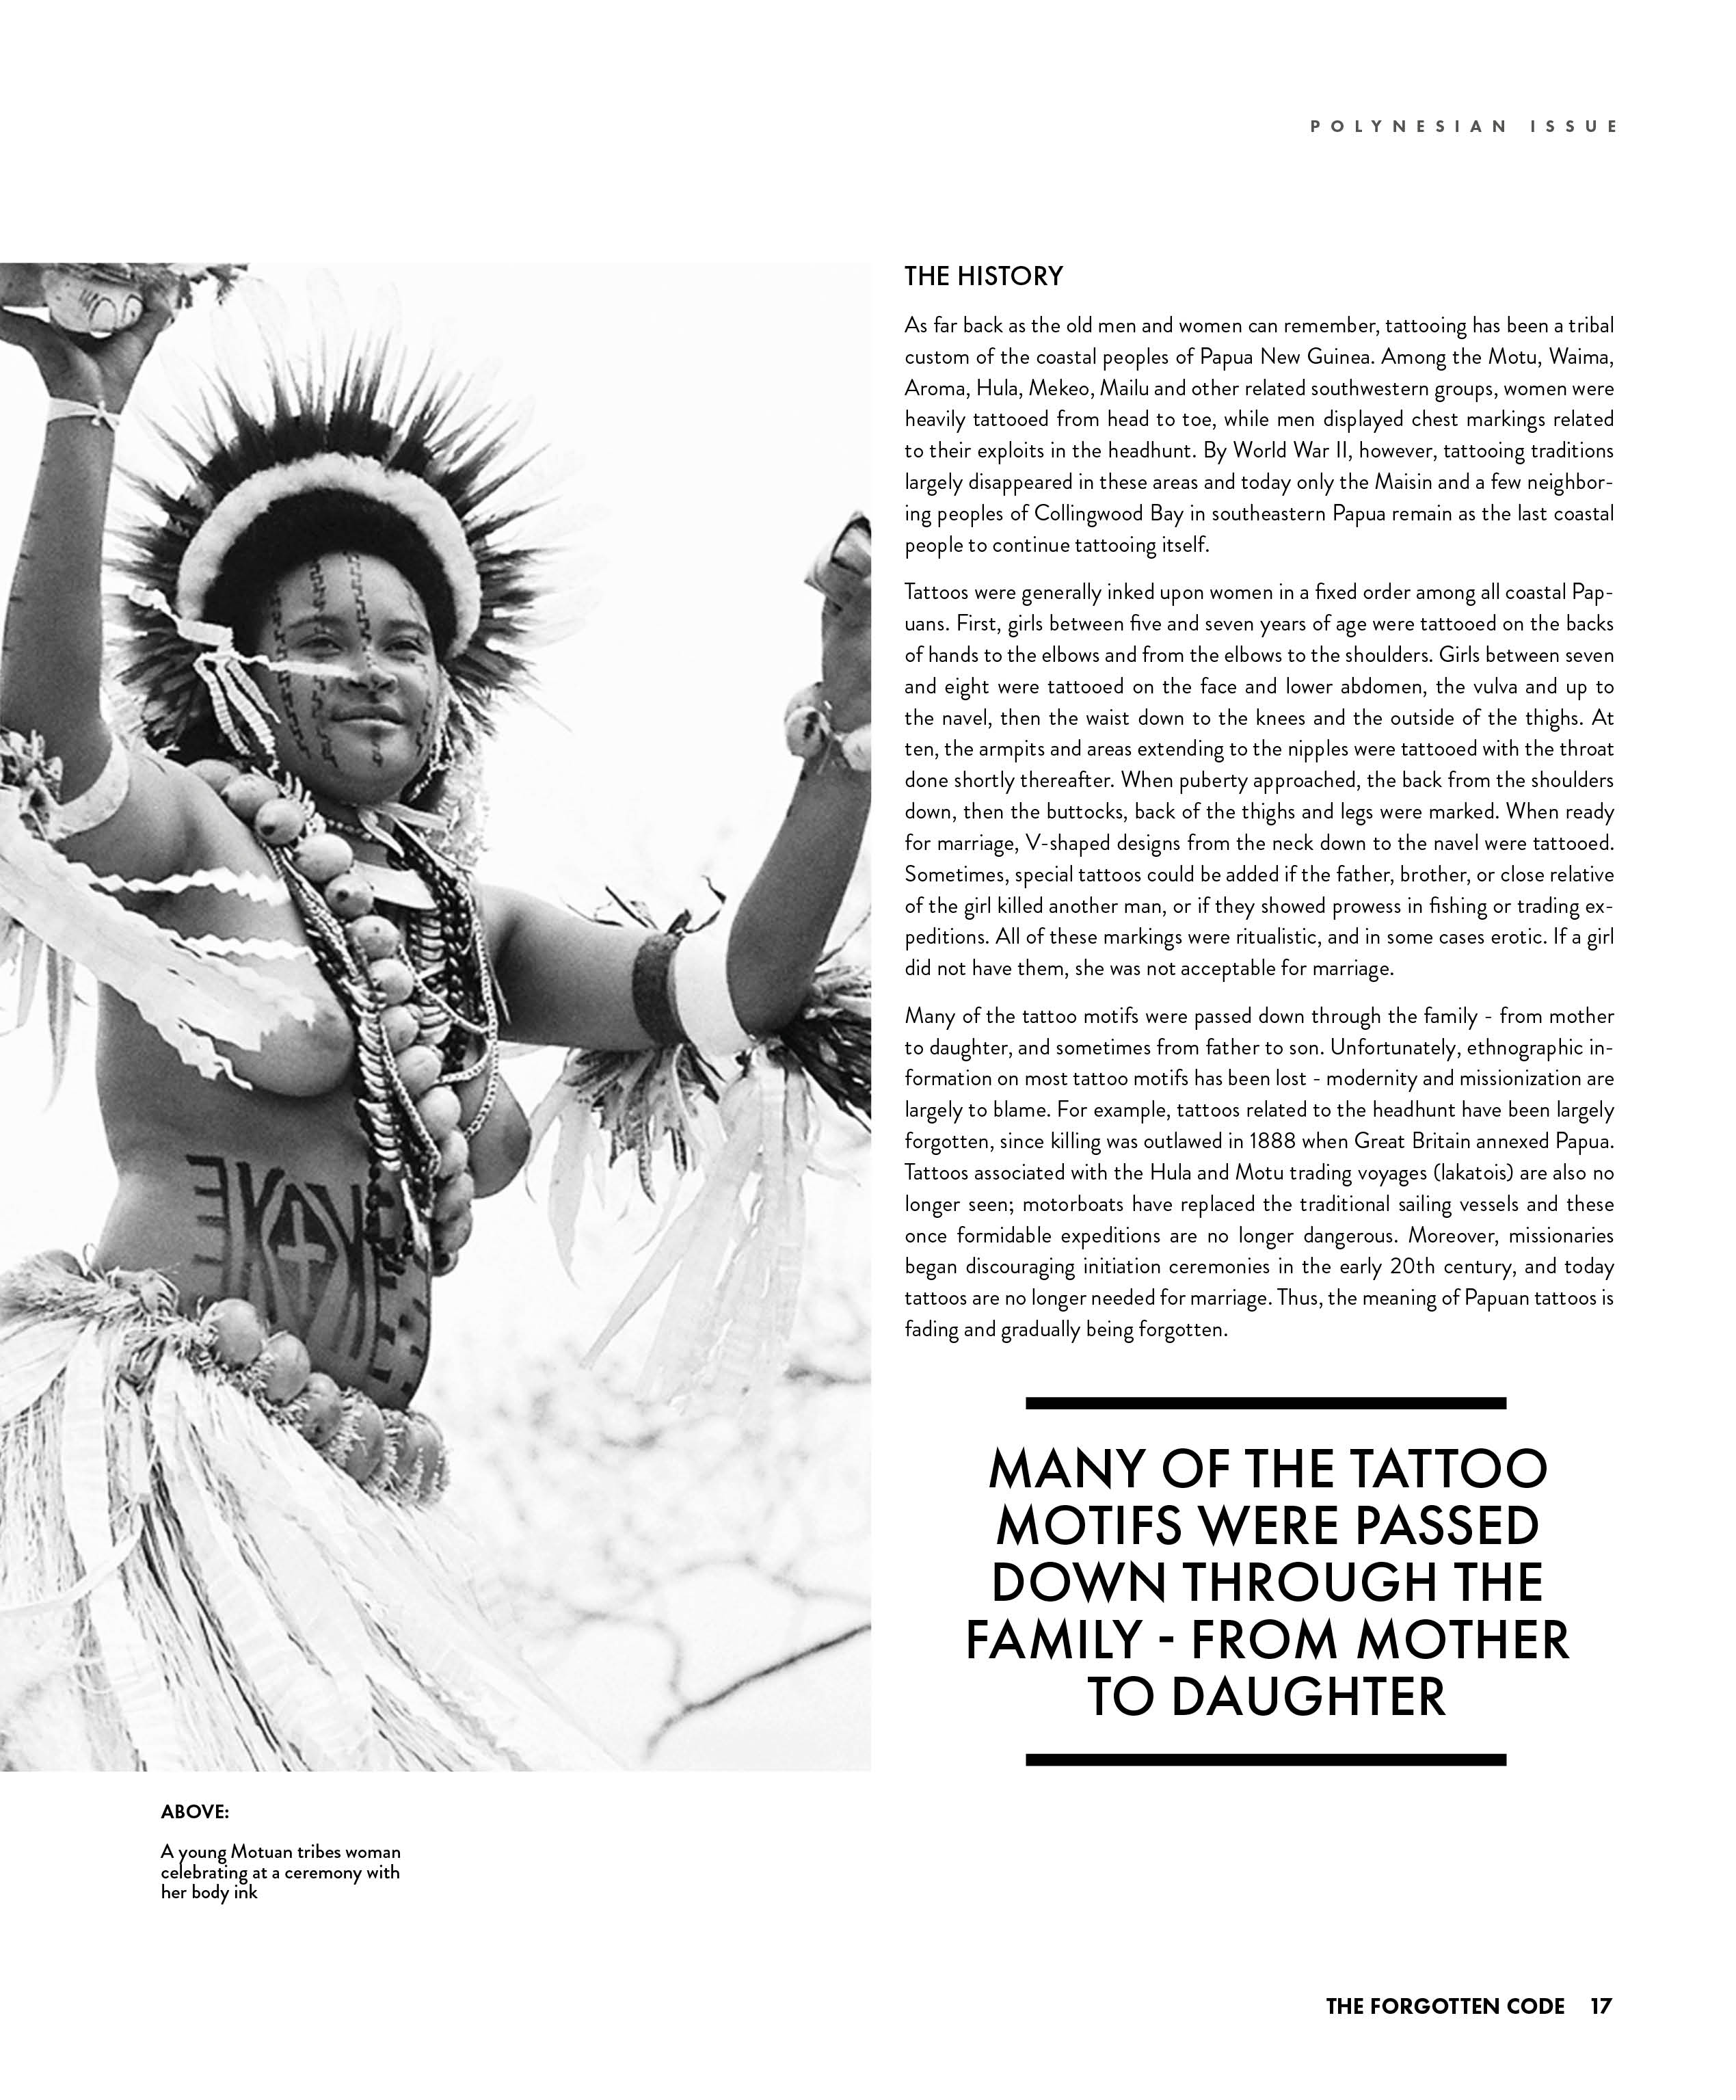 POLYNESIAN ISSUE
THE HISTORY
As far back as the old men and women can remember, tattooing has been a tribal
custom of the coastal peoples of Papua New Guinea. Among the Motu, Waima,
Aroma, Hula, Mekeo, Mailu and other related southwestern groups, women were
heavily tattooed from head to toe, while men displayed chest markings related
to their exploits in the headhunt. By World War II, however, tattooing traditions
largely disappeared in these areas and today only the Maisin and a few neighbor-
ing peoples of Collingwood Bay in southeastern Papua remain as the last coastal
people to continue tattooing itself.
Tattoos were generally inked upon women in a fixed order among all coastal Pap-
uans. First, girls between five and seven years of age were tattooed on the backs
of hands to the elbows and from the elbows to the shoulders. Girls between seven
and eight were tattooed on the face and lower abdomen, the vulva and up to
the navel, then the waist down to the knees and the outside of the thighs. At
ten, the armpits and areas extending to the nipples were tattooed with the throat
done shortly thereafter. When puberty approached, the back from the shoulders
down, then the buttocks, back of the thighs and legs were marked. When ready
for marriage, V-shaped designs from the neck down to the navel were tattooed.
Sometimes, special tattoos could be added if the father, brother, or close relative
of the girl killed another man, or if they showed prowess in fishing or trading ex-
peditions. All of these markings were ritualistic, and in some cases erotic. If a girl
did not have them, she was not acceptable for marriage.
Many of the tattoo motifs were passed down through the family - from mother
to daughter, and sometimes from father to son. Unfortunately, ethnographic in-
formation on most tattoo motifs has been lost - modernity and missionization are
largely to blame. For example, tattoos related to the headhunt have been largely
forgotten, since killing was outlawed in 1888 when Great Britain annexed Papua.
Tattoos associated with the Hula and Motu trading voyages (lakatois) are also no
longer seen; motorboats have replaced the traditional sailing vessels and these
once formidable expeditions are no longer dangerous. Moreover, missionaries
began discouraging initiation ceremonies in the early 20th century, and today
tattoos are no longer needed for marriage. Thus, the meaning of Papuan tattoos is
fading and gradually being forgotten.
MANY OF THE TATTOO
MOTIFS WERE PASSED
DOWN THROUGH THE
FAMILY - FROM MOTHER
TO DAUGHTER
ABOVE:
A young Motuan tribes woman
celebrating at a ceremony with
her body ink
THE FORGOTTEN CODE 17